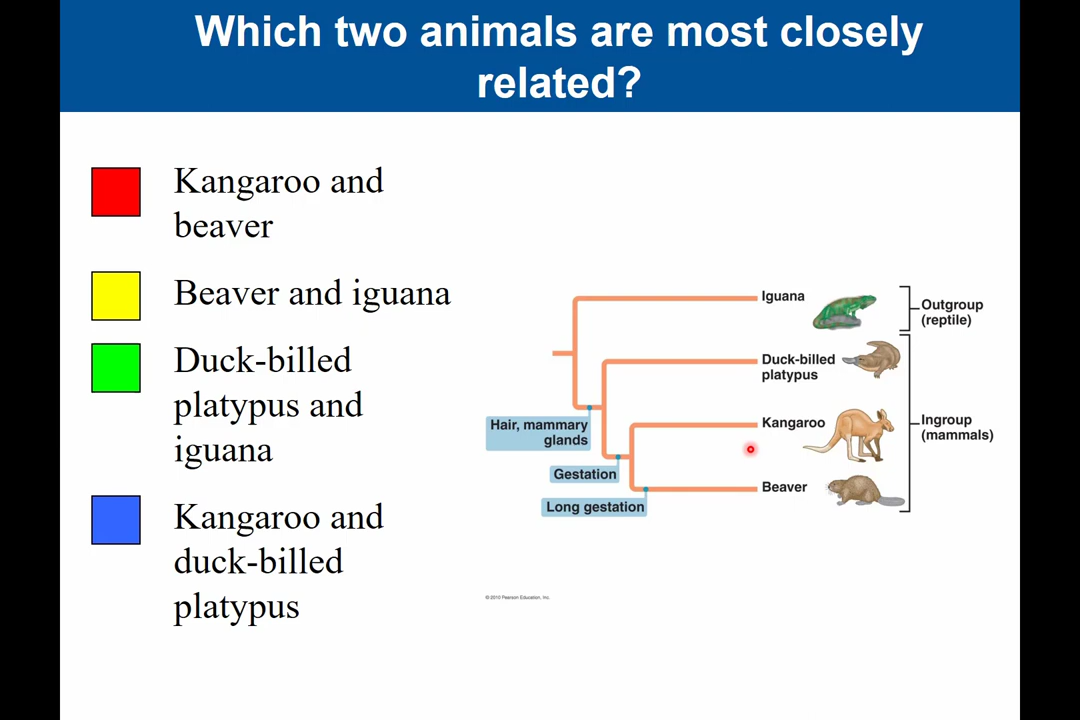 Which two animals are most closely
related?
Kangaroo and
beaver
Beaver and iguana
Duck-billed
platypus and
iguana
Kangaroo and
duck-billed
platypus
Iguana
Outgroup
(reptile)
Duck-billed
platypus
Hair, mammary
glands
Kangaroo
Ingroup
(mammals)
Gestation
Beaver
Long gestation
© 2010 Pearson Education, Inc.